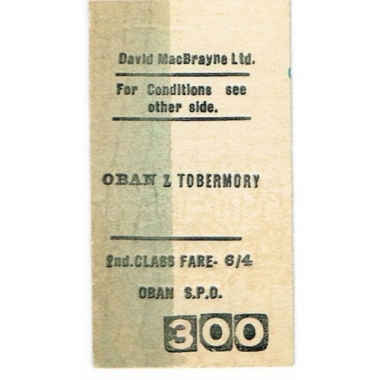 David MacBrayne Ltd.
For Conditions see
other side.
OBAN & TOBERMORY
2nd. CLASS FARE- 6/4
OBAN S.P.O.
300